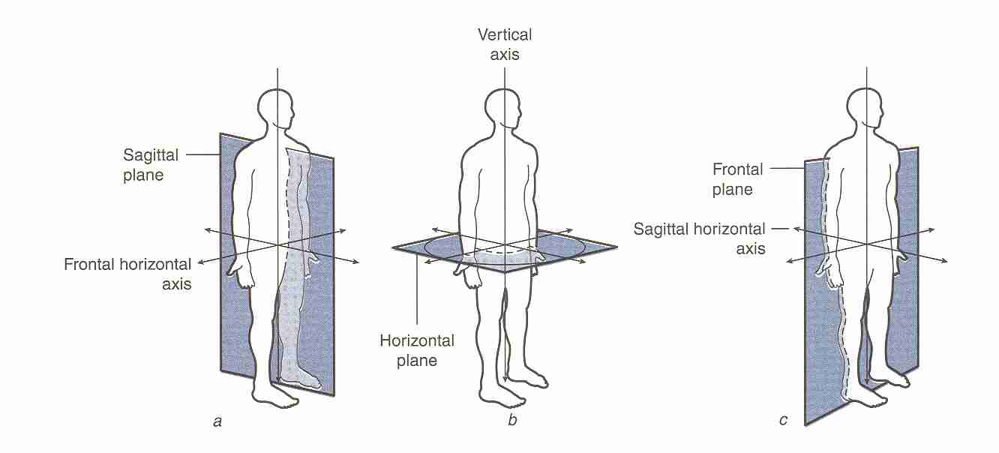 Vertical
axis
Sagittal
plane
Frontal horizontal
axis
Horizontal
plane
Frontal
plane
Sagittal horizontal
axis
a
b
c